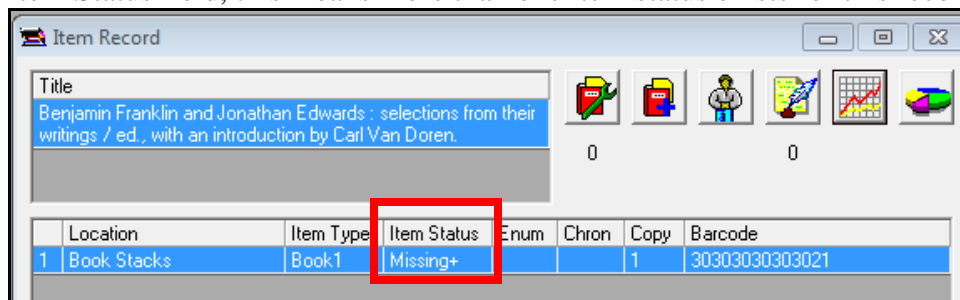 Item Record
Title
Benjamin Franklin and Jonathan Edwards : selections from their
writings / ed., with an introduction by Carl Van Doren.
0 0
Location Item Type Item Status Enum Chron Copy Barcode
1 Book Stacks Book1 Missing+ 1 30303030303021